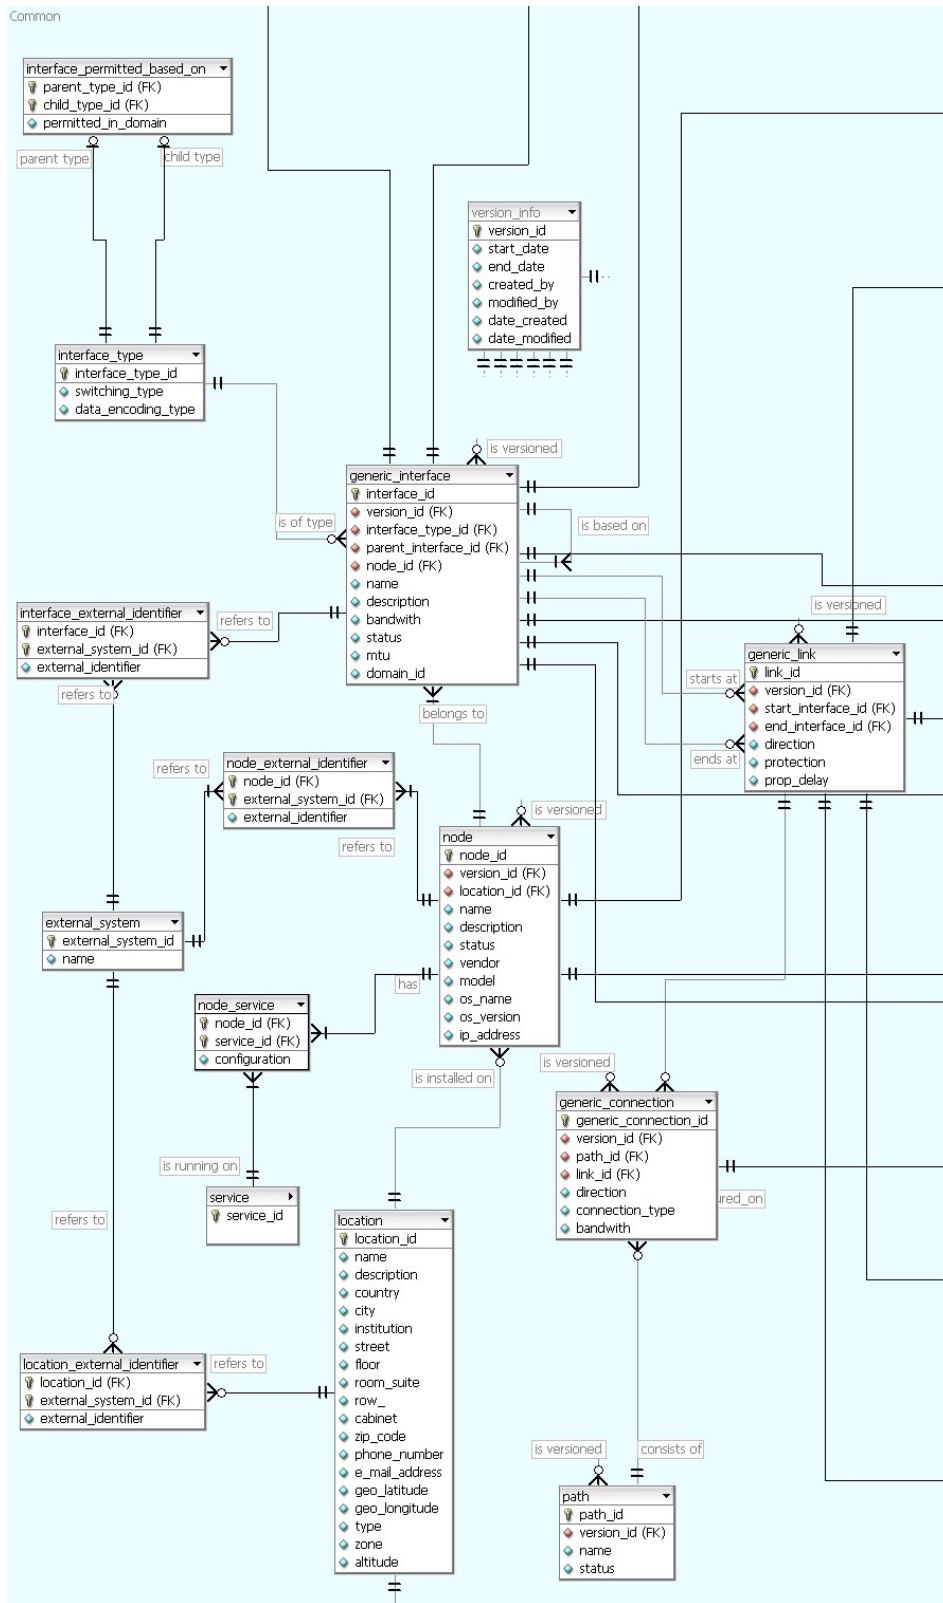 Common
interface_permitted_based_on
parent_type_id (FK)
child_type_id (FK)
permitted_in_domain
parent type
child type
version_info
version_id
start_date
end_date
created_by
modified_by
date_created
date_modified
interface_type
interface_type_id
switching_type
data_encoding_type
is versioned
generic_interface
interface_id
version_id (FK)
interface_type_id (FK)
parent_interface_id (FK)
node_id (FK)
name
description
bandwith
status
mtu
domain_id
is of type
is based on
interface_external_identifier
interface_id (FK)
external_system_id (FK)
external_identifier
refers to
refers to
is versioned
generic_link
link_id
version_id (FK)
start_interface_id (FK)
end_interface_id (FK)
direction
protection
prop_delay
starts at
ends at
belongs to
refers to
node_external_identifier
node_id (FK)
external_system_id (FK)
external_identifier
refers to
is versioned
node
node_id
version_id (FK)
location_id (FK)
name
description
status
vendor
model
os_name
os_version
ip_address
external_system
external_system_id
name
has
node_service
node_id (FK)
service_id (FK)
configuration
is installed on
is versioned
generic_connection
generic_connection_id
version_id (FK)
path_id (FK)
link_id (FK)
direction
connection_type
bandwith
ured_on
is running on
service
service_id
refers to
location
location_id
name
description
country
city
institution
street
floor
room_suite
row_
cabinet
zip_code
phone_number
e_mail_address
geo_latitude
geo_longitude
type
zone
altitude
location_external_identifier
location_id (FK)
external_system_id (FK)
external_identifier
refers to
is versioned
consists of
path
path_id
version_id (FK)
name
status